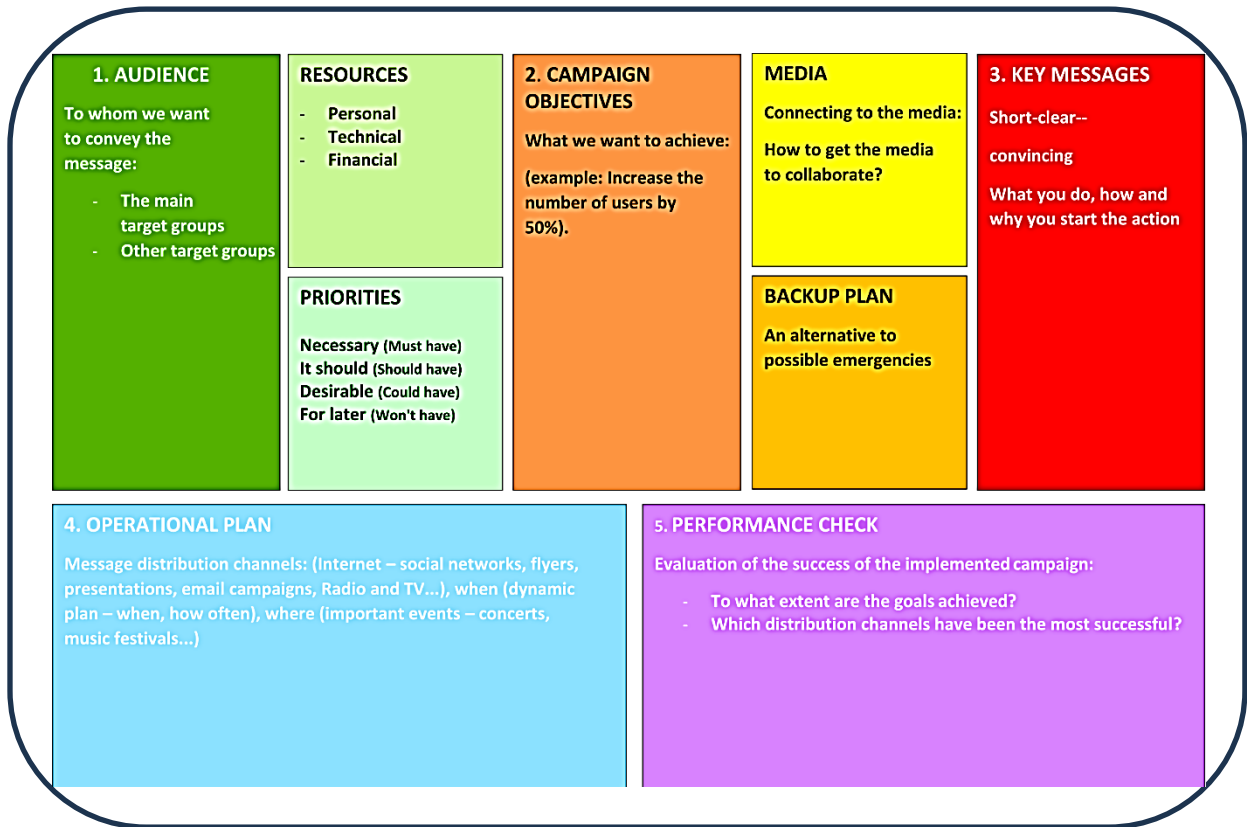 1. AUDIENCE
To whom we want
to convey the
message:
- The main
target groups
- Other target groups
RESOURCES
- Personal
- Technical
- Financial
PRIORITIES
Necessary (Must have)
It should (Should have)
Desirable (Could have)
For later (Won't have)
2. CAMPAIGN
OBJECTIVES
What we want to achieve:
(example: Increase the
number of users by
50%).
MEDIA
Connecting to the media:
How to get the media
to collaborate?
BACKUP PLAN
An alternative to
possible emergencies
3. KEY MESSAGES
Short-clear--
convincing
What you do, how and
why you start the action
4. OPERATIONAL PLAN
Message distribution channels: (Internet – social networks, flyers,
presentations, email campaigns, Radio and TV...), when (dynamic
plan – when, how often), where (important events – concerts,
music festivals...)
5. PERFORMANCE CHECK
Evaluation of the success of the implemented campaign:
- To what extent are the goals achieved?
- Which distribution channels have been the most successful?